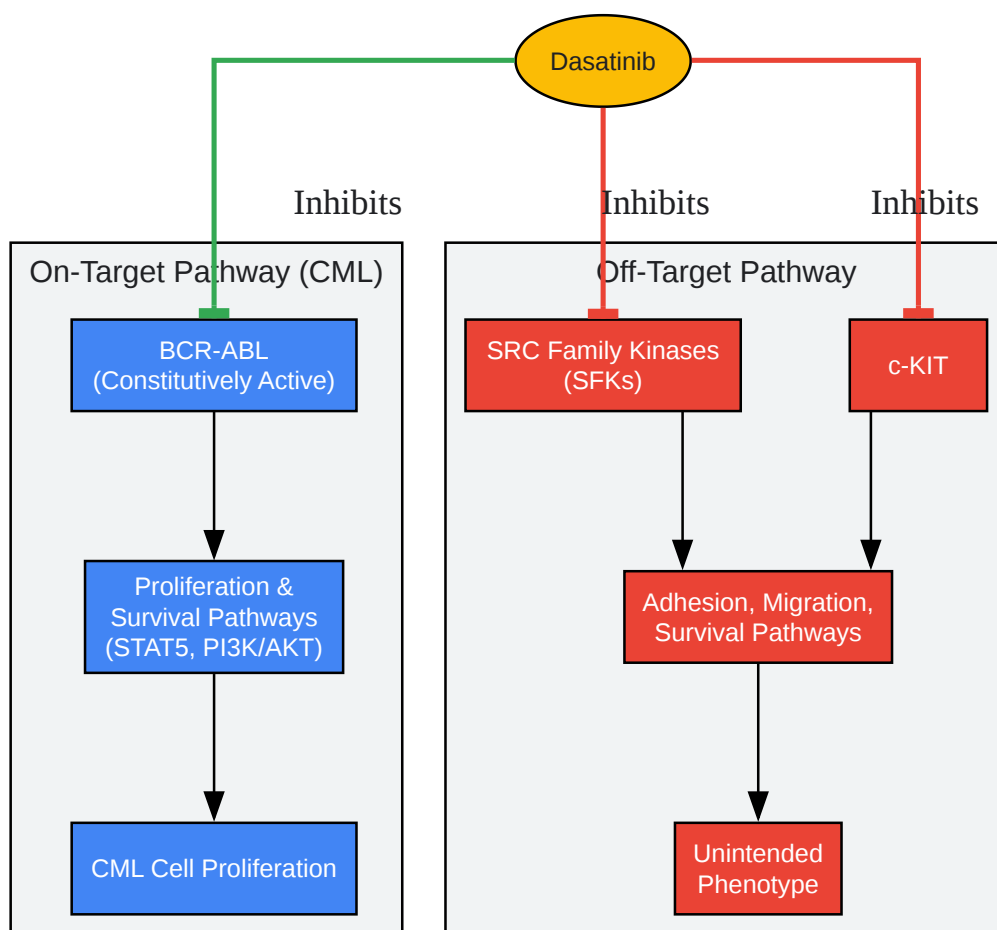 Dasatinib
Inhibits
Inhibits
Inhibits
On-Target Pathway (CML)
Off-Target Pathway
BCR-ABL
(Constitutively Active)
SRC Family Kinases
(SFKs)
c-KIT
Proliferation &
Survival Pathways
(STAT5, PI3K/AKT)
Adhesion, Migration,
Survival Pathways
CML Cell Proliferation
Unintended
Phenotype